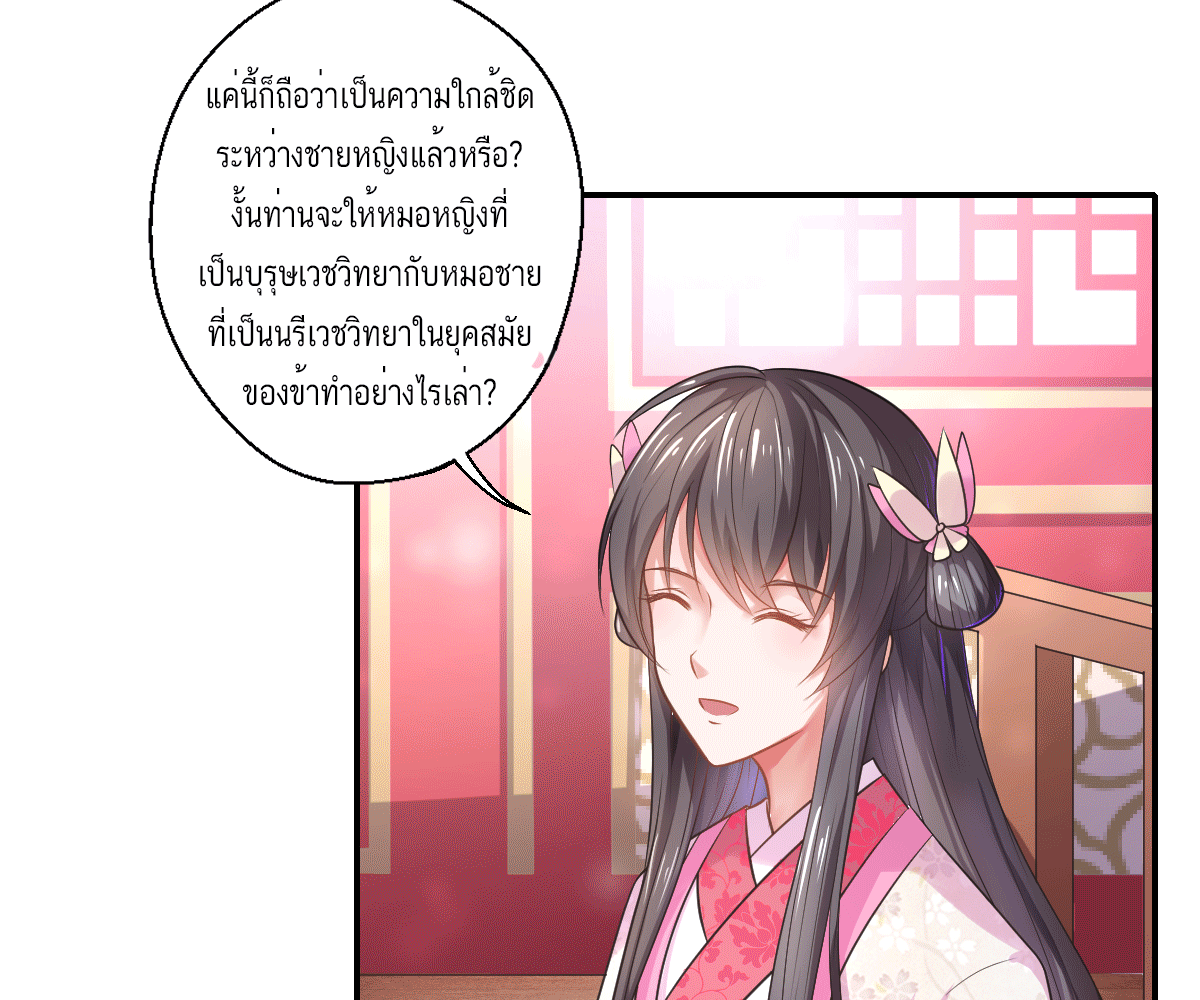 แค่นี้ก็ถือว่าเป็นความใกล้ชิด
ระหว่างชายหญิงแล้วหรือ?
งั้นท่านจะให้หมอหญิงที่
เป็นบุรุษเวชวิทยากับหมอชาย
ที่เป็นนรีเวชวิทยาในยุคสมัย
ของข้าทำอย่างไรเล่า?